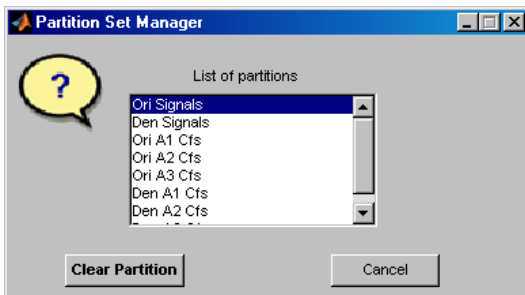 Partition Set Manager
?
List of partitions
Ori Signals
Den Signals
Ori A1 Cfs
Ori A2 Cfs
Ori A3 Cfs
Den A1 Cfs
Den A2 Cfs
Clear Partition
Cancel